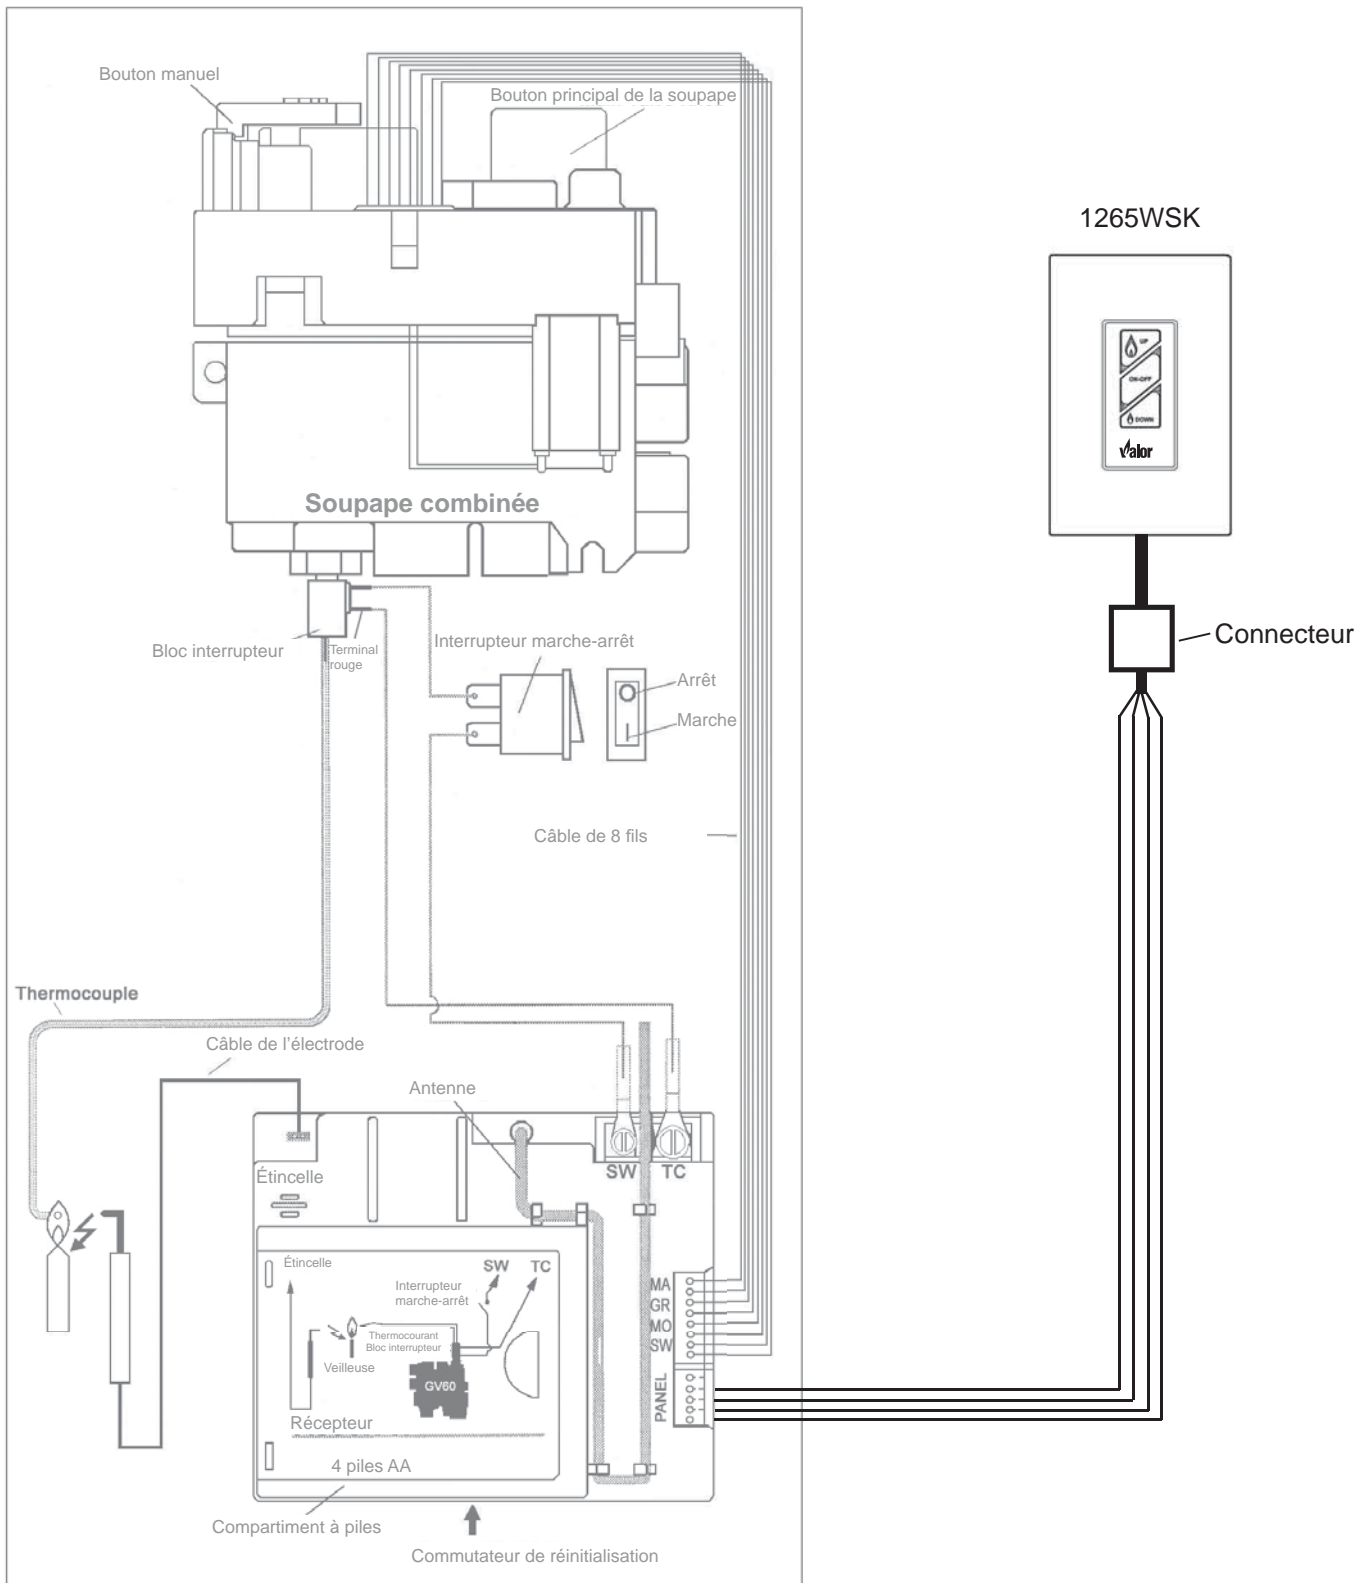 Bouton manuel
Bouton principal de la soupape
1265WSK
UP
ON-OFF
DOWN
Valor
Soupape combinée
Bloc interrupteur
Terminal
rouge
Interrupteur marche-arrêt
Arrêt
Marche
Connecteur
Câble de 8 fils
Thermocouple
Câble de l'électrode
Antenne
Étincelle
SW TC
Étincelle
SW TC
Interrupteur
marche-arrêt
Thermocourant
Bloc interrupteur
Veilleuse
GV60
Récepteur
4 piles AA
MA
GR
MO
SW
PANEL
Compartiment à piles
Commutateur de réinitialisation